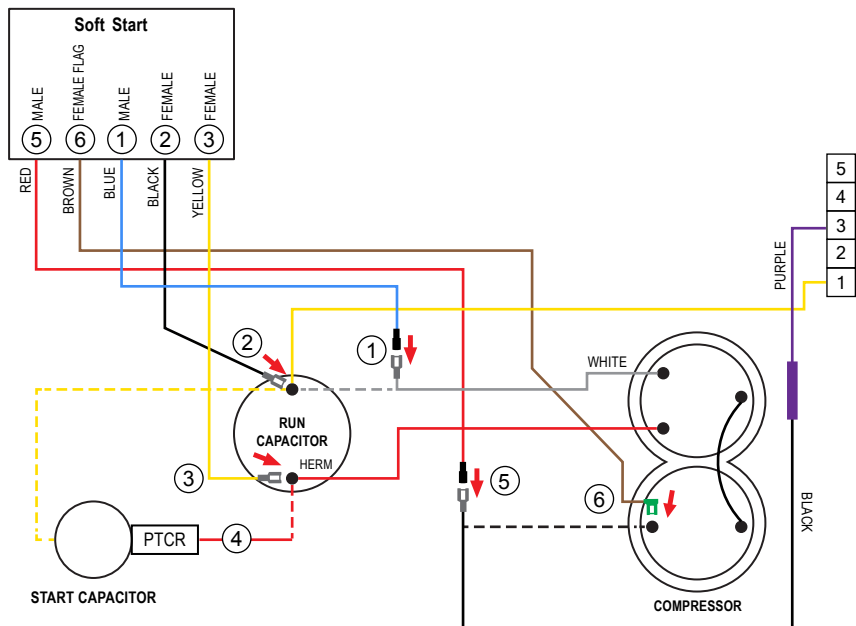 Soft Start
MALE
FEMALE FLAG
MALE
FEMALE
FEMALE
5
6
1
2
3
RED
BROWN
BLUE
BLACK
YELLOW
5
4
3
2
1
PURPLE
2
1
WHITE
RUN
CAPACITOR
HERM
3
5
6
BLACK
PTCR
4
START CAPACITOR
COMPRESSOR